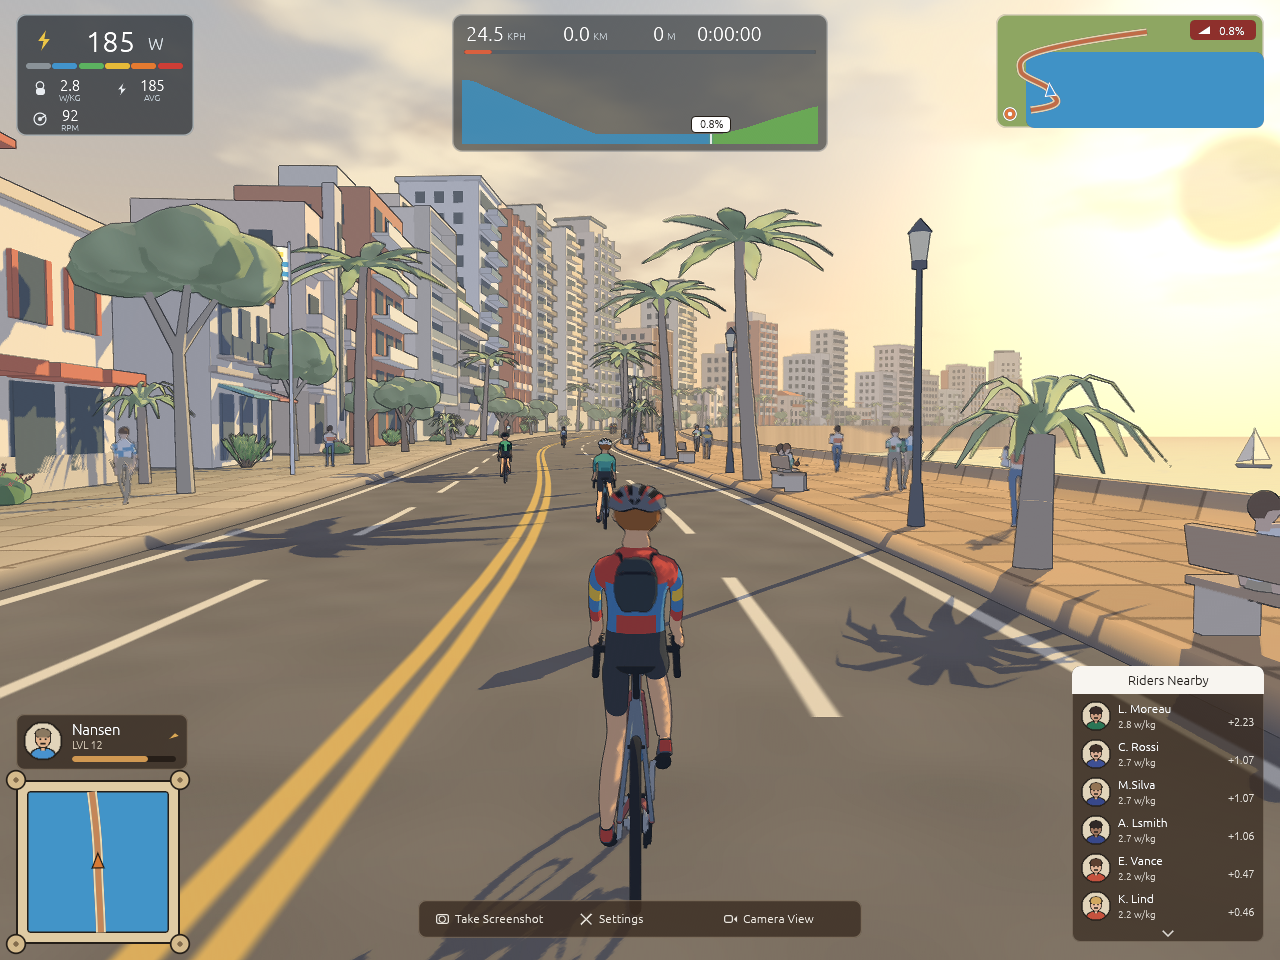 185 W
2.8 W/KG
185 AVG
92 RPM
24.5 KPH 0.0 KM 0 M 0:00:00
0.8%
0.8%
Nansen
LVL 12
Riders Nearby
L. Moreau
2.8 w/kg +2.23
C. Rossi
2.7 w/kg +1.07
M.Silva
2.7 w/kg +1.07
A. Lsmith
2.7 w/kg +1.06
E. Vance
2.2 w/kg +0.47
K. Lind
2.2 w/kg +0.46
Take Screenshot Settings Camera View